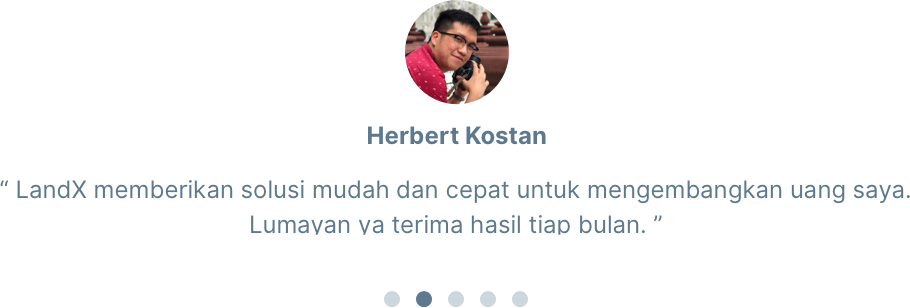 Herbert Kostan
“ LandX memberikan solusi mudah dan cepat untuk mengembangkan uang saya.
Lumayan ya terima hasil tiap bulan. ”